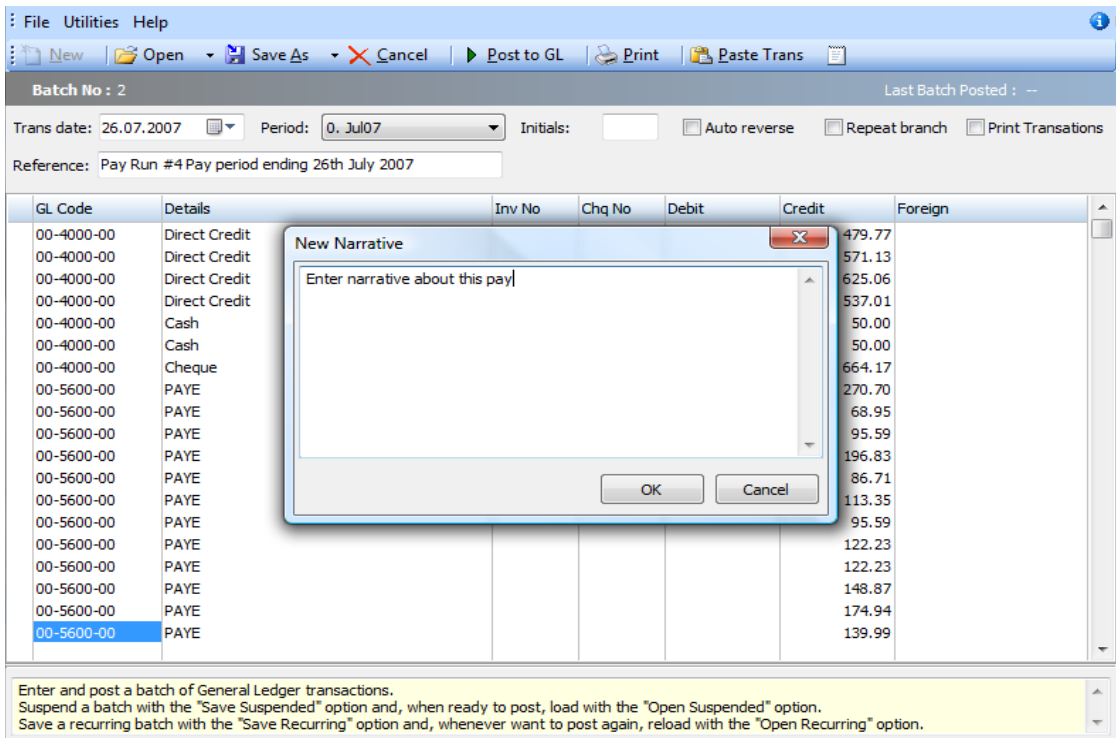 File Utilities Help
New Open Save As Cancel Post to GL Print Paste Trans
Batch No : 2 Last Batch Posted : --
Trans date: 26.07.2007 Period: 0. Jul07 Initials: Auto reverse Repeat branch Print Transations
Reference: Pay Run #4 Pay period ending 26th July 2007
GL Code Details Inv No Chq No Debit Credit Foreign
00-4000-00 Direct Credit 479.77
00-4000-00 Direct Credit 571.13
00-4000-00 Direct Credit 625.06
00-4000-00 Direct Credit 537.01
00-4000-00 Cash 50.00
00-4000-00 Cash 50.00
00-4000-00 Cheque 664.17
00-5600-00 PAYE 270.70
00-5600-00 PAYE 68.95
00-5600-00 PAYE 95.59
00-5600-00 PAYE 196.83
00-5600-00 PAYE 86.71
00-5600-00 PAYE 113.35
00-5600-00 PAYE 95.59
00-5600-00 PAYE 122.23
00-5600-00 PAYE 122.23
00-5600-00 PAYE 148.87
00-5600-00 PAYE 174.94
00-5600-00 PAYE 139.99
New Narrative
Enter narrative about this pay
OK Cancel
Enter and post a batch of General Ledger transactions.
Suspend a batch with the "Save Suspended" option and, when ready to post, load with the "Open Suspended" option.
Save a recurring batch with the "Save Recurring" option and, whenever want to post again, reload with the "Open Recurring" option.